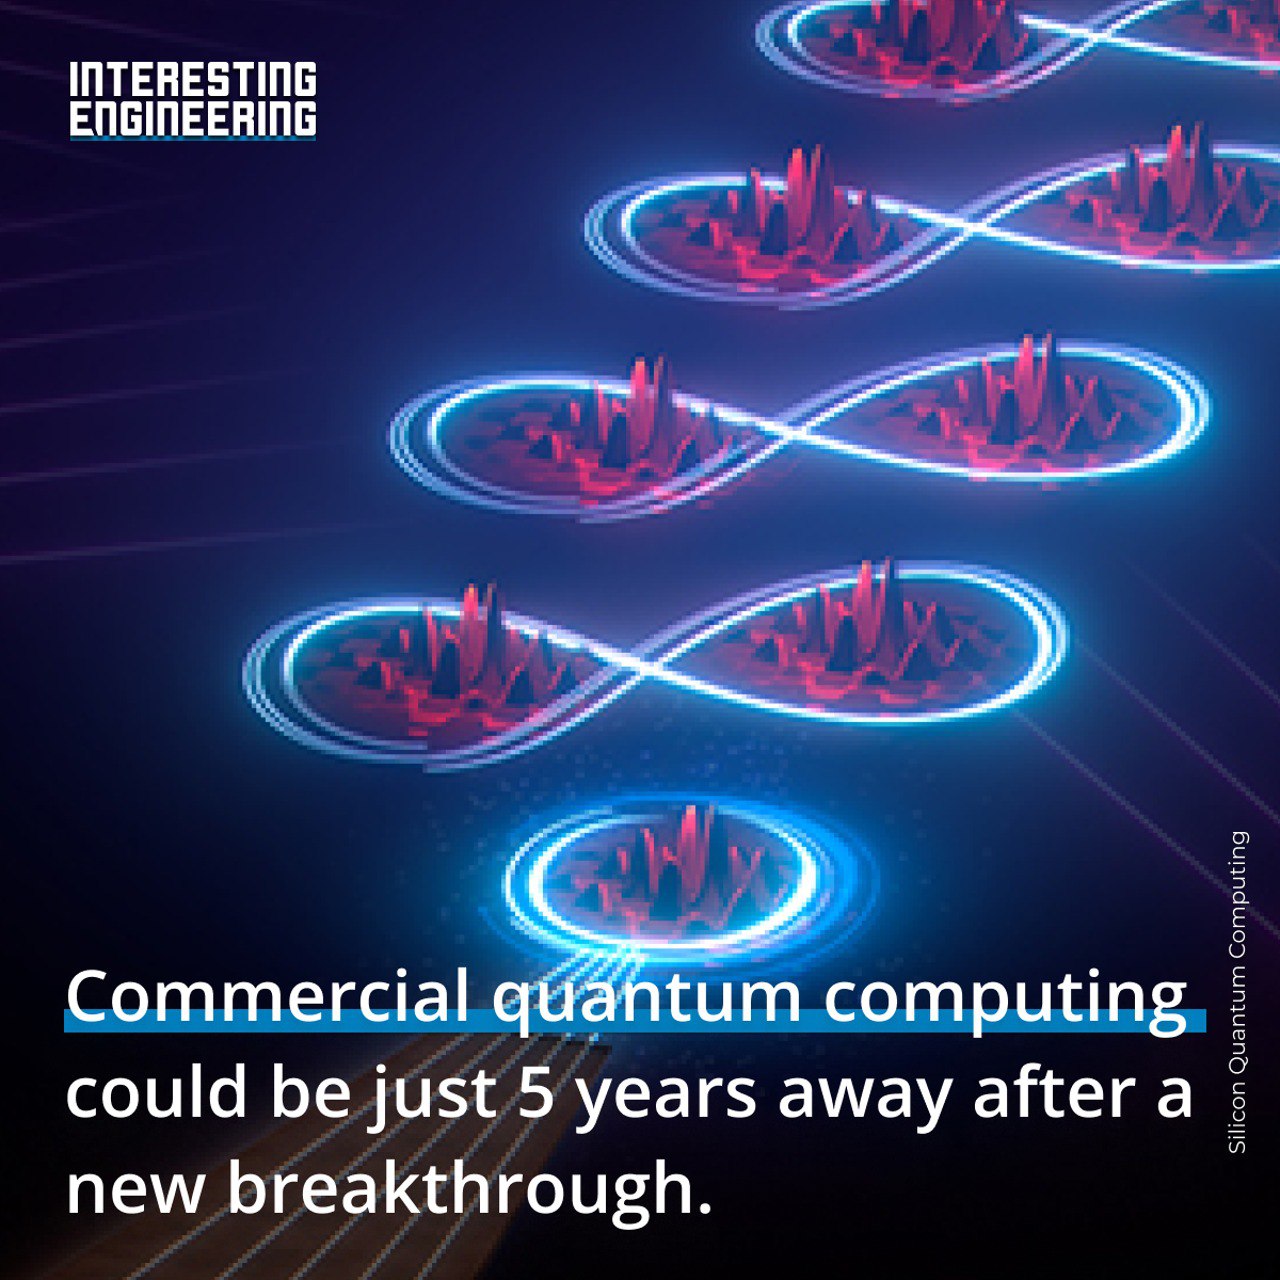 INTERESTING
ENGINEERING
Commercial quantum computing
could be just 5 years away after a
new breakthrough.
Silicon Quantum Computing